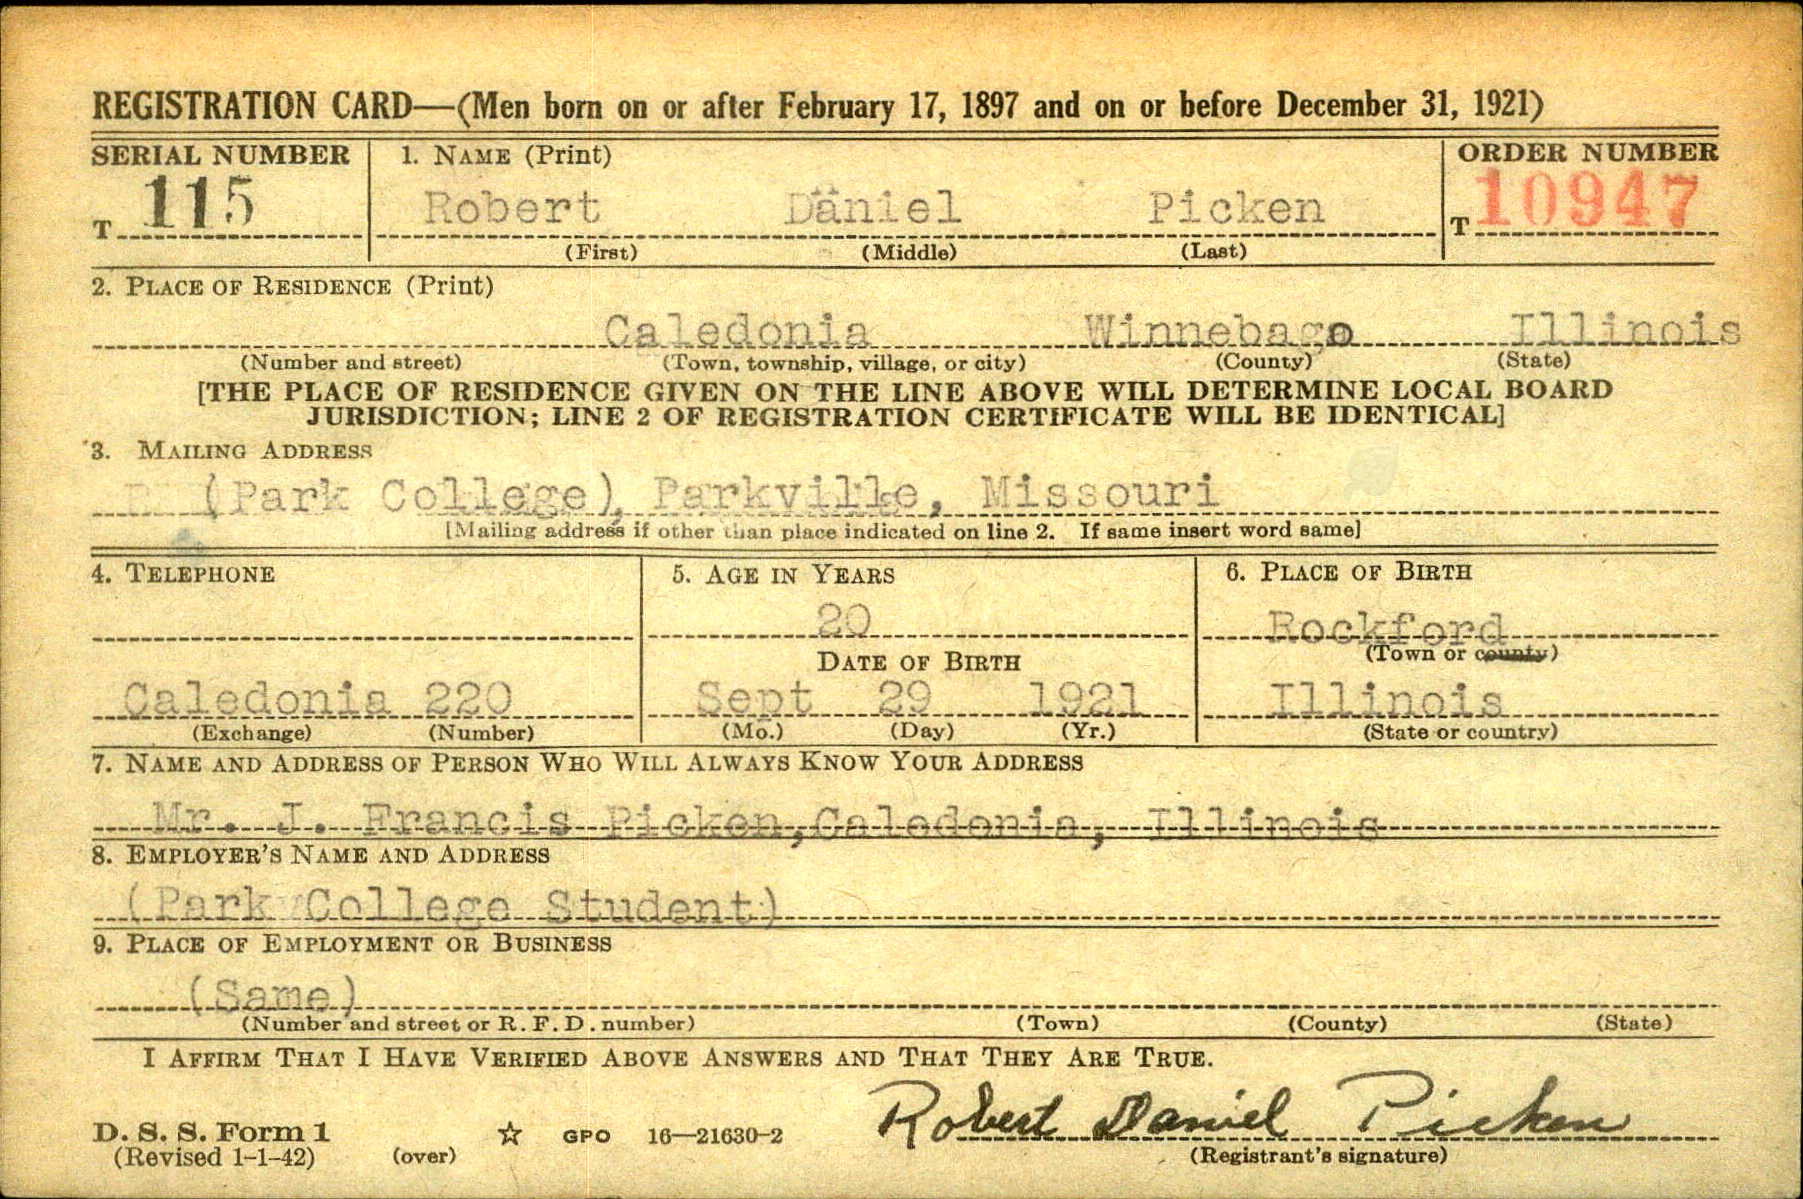 REGISTRATION CARD—(Men born on or after February 17, 1897 and on or before December 31, 1921)
SERIAL NUMBER 1. NAME (Print) ORDER NUMBER
T 115 Robert Daniel Picken T 10947
(First) (Middle) (Last)
2. PLACE OF RESIDENCE (Print)
Caledonia Winnebago Illinois
(Number and street) (Town, township, village, or city) (County) (State)
[THE PLACE OF RESIDENCE GIVEN ON THE LINE ABOVE WILL DETERMINE LOCAL BOARD
JURISDICTION; LINE 2 OF REGISTRATION CERTIFICATE WILL BE IDENTICAL]
3. MAILING ADDRESS
(Park College), Parkville, Missouri
[Mailing address if other than place indicated on line 2. If same insert word same]
4. TELEPHONE 5. AGE IN YEARS 6. PLACE OF BIRTH
20 Rockford
DATE OF BIRTH (Town or county)
Caledonia 220 Sept 29 1921 Illinois
(Exchange) (Number) (Mo.) (Day) (Yr.) (State or country)
7. NAME AND ADDRESS OF PERSON WHO WILL ALWAYS KNOW YOUR ADDRESS
Mr. J. Francis Picken, Caledonia, Illinois
8. EMPLOYER'S NAME AND ADDRESS
(Park College Student)
9. PLACE OF EMPLOYMENT OR BUSINESS
(Same)
(Number and street or R. F. D. number) (Town) (County) (State)
I AFFIRM THAT I HAVE VERIFIED ABOVE ANSWERS AND THAT THEY ARE TRUE.
Robert Daniel Picken
D. S. S. Form 1
(Revised 1-1-42) (over) ☆ GPO 16—21630-2 (Registrant's signature)